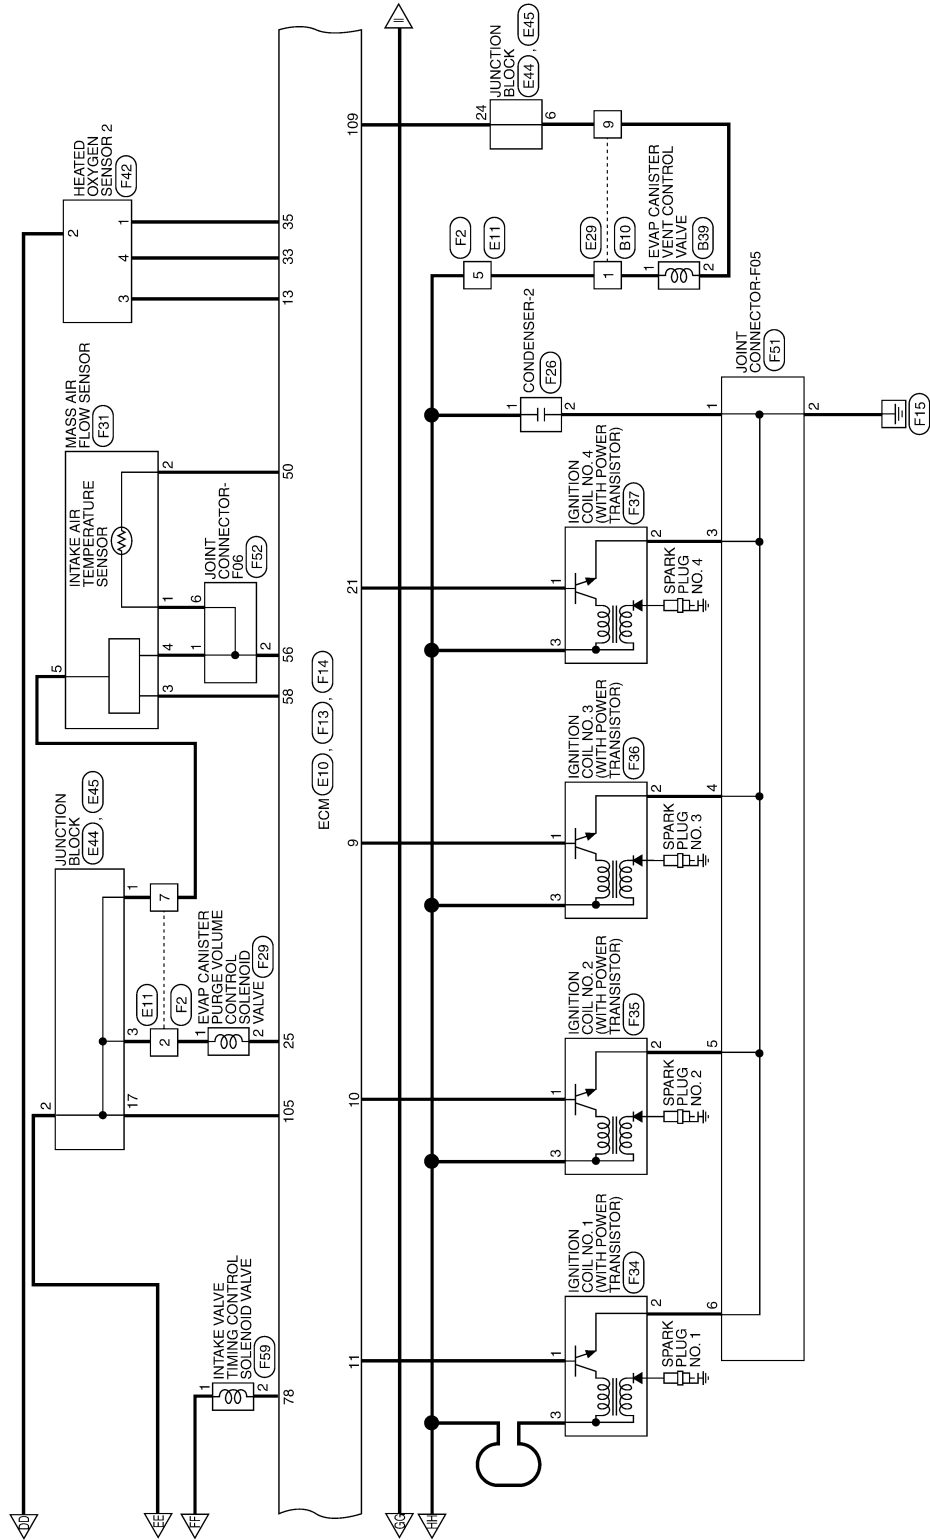 DD
EE
FF
INTAKE VALVE
TIMING CONTROL
SOLENOID VALVE
F59
1
2
78
2
JUNCTION
BLOCK
E44 , E45
17
3
1
105
E11
F2
2
7
1
EVAP CANISTER
PURGE VOLUME
CONTROL
SOLENOID
VALVE
F29
2
25
5
MASS AIR
FLOW SENSOR
F31
INTAKE AIR
TEMPERATURE
SENSOR
3
4
1
2
1
6
JOINT
CONNECTOR-
F06
F52
2
58
56
50
2
HEATED
OXYGEN
SENSOR 2
F42
3
4
1
13
33
35
ECM E10 , F13 , F14
11
10
9
21
109
GG
II
HH
3
1
IGNITION
COIL NO. 1
(WITH POWER
TRANSISTOR)
F34
2
SPARK
PLUG
NO. 1
6
3
1
IGNITION
COIL NO. 2
(WITH POWER
TRANSISTOR)
F35
2
SPARK
PLUG
NO. 2
5
3
1
IGNITION
COIL NO. 3
(WITH POWER
TRANSISTOR)
F36
2
SPARK
PLUG
NO. 3
4
3
1
IGNITION
COIL NO. 4
(WITH POWER
TRANSISTOR)
F37
2
SPARK
PLUG
NO. 4
3
1
CONDENSER-2
F26
2
1
JOINT
CONNECTOR-F05
F51
2
F15
F2
5
E11
E29
1
B10
1
EVAP CANISTER
VENT CONTROL
VALVE
B39
2
24
JUNCTION
BLOCK
E44 , E45
6
9